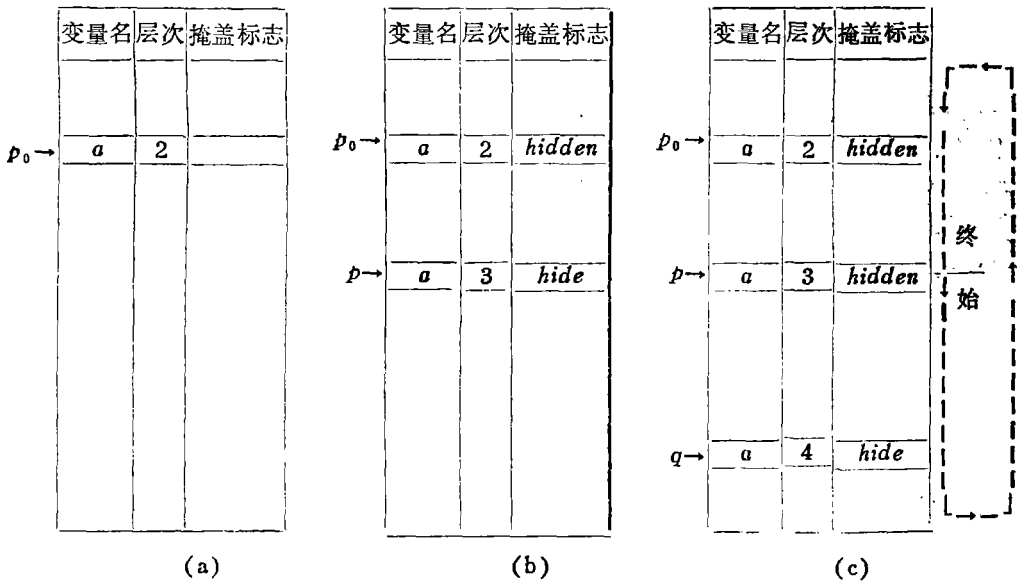 变量名 层次 掩盖标志
p₀→ a 2
(a)
变量名 层次 掩盖标志
p₀→ a 2 hidden
p→ a 3 hide
(b)
变量名 层次 掩盖标志
p₀→ a 2 hidden
p→ a 3 hidden
q→ a 4 hide
终
始
(c)